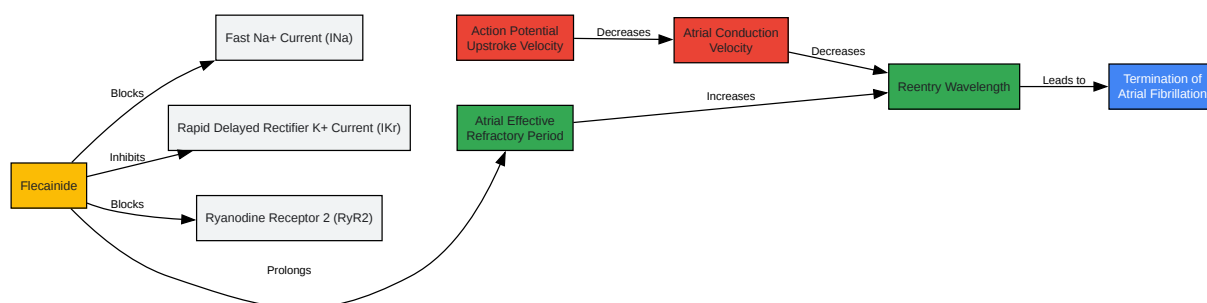 Fast Na+ Current (INa)
Action Potential
Upstroke Velocity
Decreases
Atrial Conduction
Velocity
Decreases
Blocks
Rapid Delayed Rectifier K+ Current (IKr)
Inhibits
Atrial Effective
Refractory Period
Increases
Reentry Wavelength
Leads to
Termination of
Atrial Fibrillation
Flecainide
Blocks
Ryanodine Receptor 2 (RyR2)
Prolongs